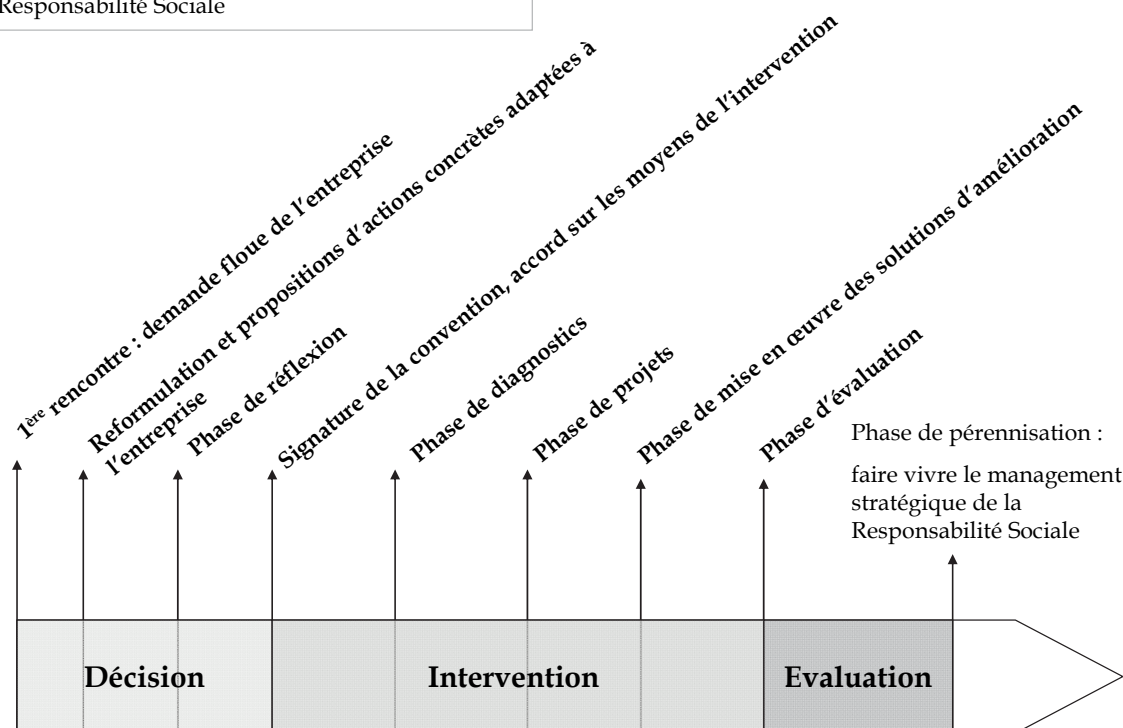 Responsabilité Sociale
1ère rencontre : demande floue de l'entreprise
Reformulation et propositions d'actions concrètes adaptées à
l'entreprise
Phase de réflexion
Signature de la convention, accord sur les moyens de l'intervention
Phase de diagnostics
Phase de projets
Phase de mise en œuvre des solutions d'amélioration
Phase d'évaluation
Phase de pérennisation :
faire vivre le management
stratégique de la
Responsabilité Sociale
Décision
Intervention
Evaluation